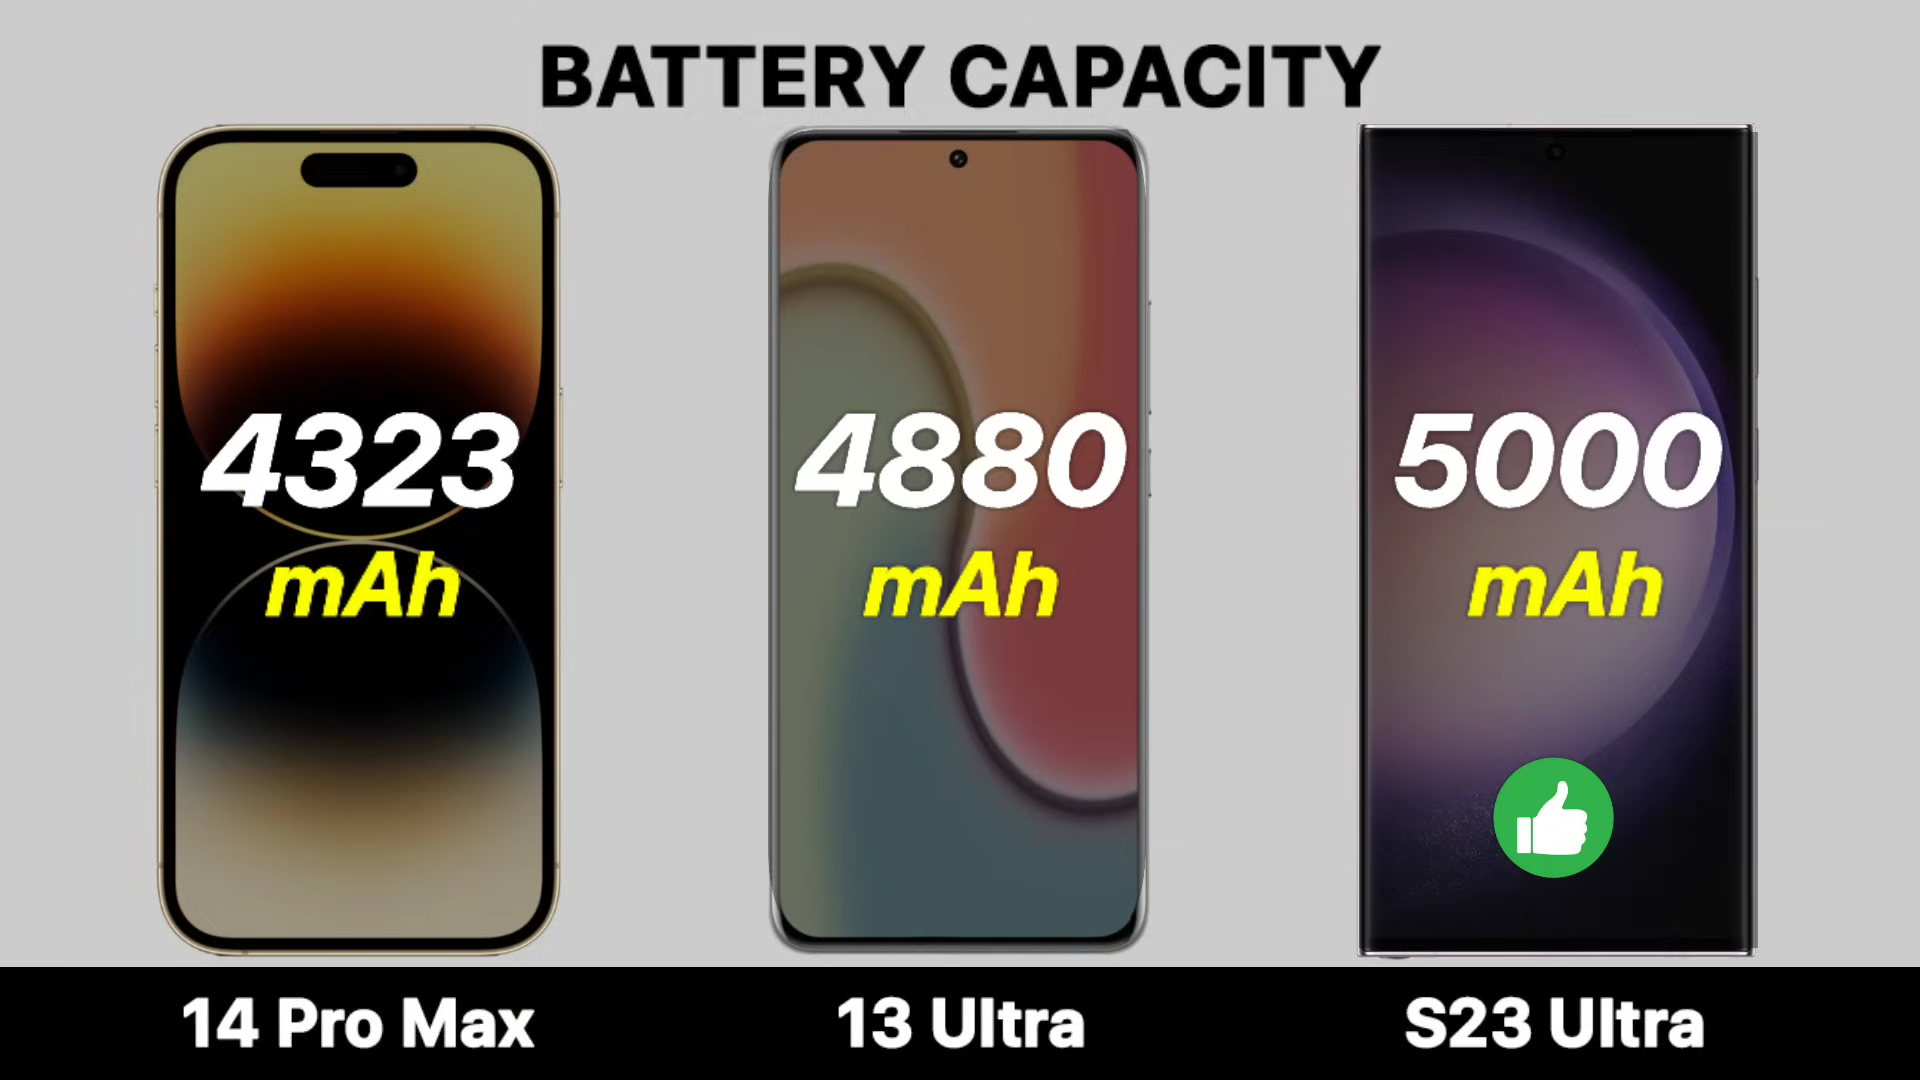 BATTERY CAPACITY
4323
mAh
4880
mAh
5000
mAh
14 Pro Max
13 Ultra
S23 Ultra